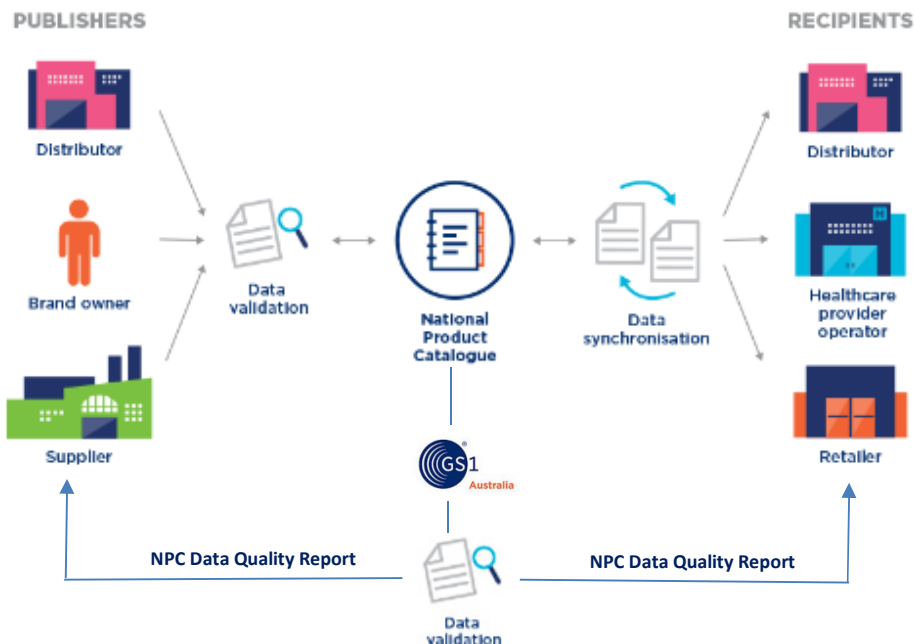 PUBLISHERS
RECIPIENTS
Distributor
Distributor
Brand owner
Data
validation
National
Product
Catalogue
Data
synchronisation
Healthcare
provider
operator
H
Supplier
Retailer
GS1
®
Australia
NPC Data Quality Report
NPC Data Quality Report
Data
validation